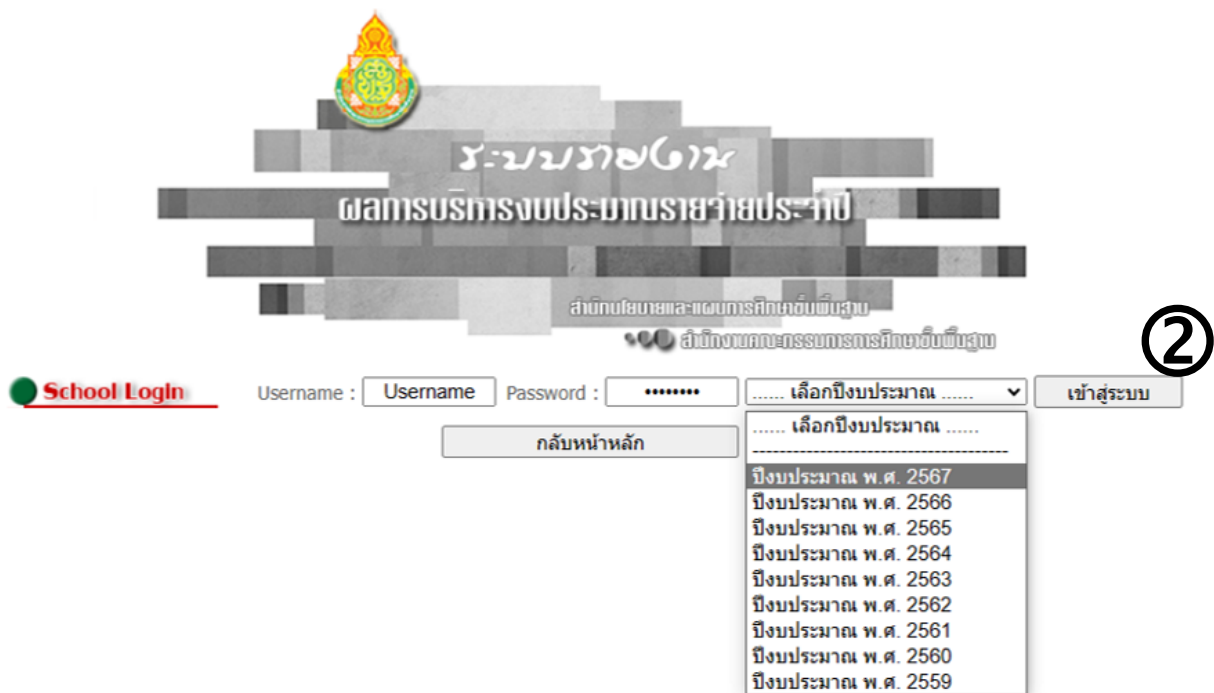 ระบบรายงาน
ผลการบริหารงบประมาณรายจ่ายประจำปี
สำนักนโยบายและแผนการศึกษาขั้นพื้นฐาน
สำนักงานคณะกรรมการการศึกษาขั้นพื้นฐาน
②
School Login Username : Username Password : •••••••• ...... เลือกปีงบประมาณ ...... เข้าสู่ระบบ
กลับหน้าหลัก
...... เลือกปีงบประมาณ ......
--------------------------------------
ปีงบประมาณ พ.ศ. 2567
ปีงบประมาณ พ.ศ. 2566
ปีงบประมาณ พ.ศ. 2565
ปีงบประมาณ พ.ศ. 2564
ปีงบประมาณ พ.ศ. 2563
ปีงบประมาณ พ.ศ. 2562
ปีงบประมาณ พ.ศ. 2561
ปีงบประมาณ พ.ศ. 2560
ปีงบประมาณ พ.ศ. 2559